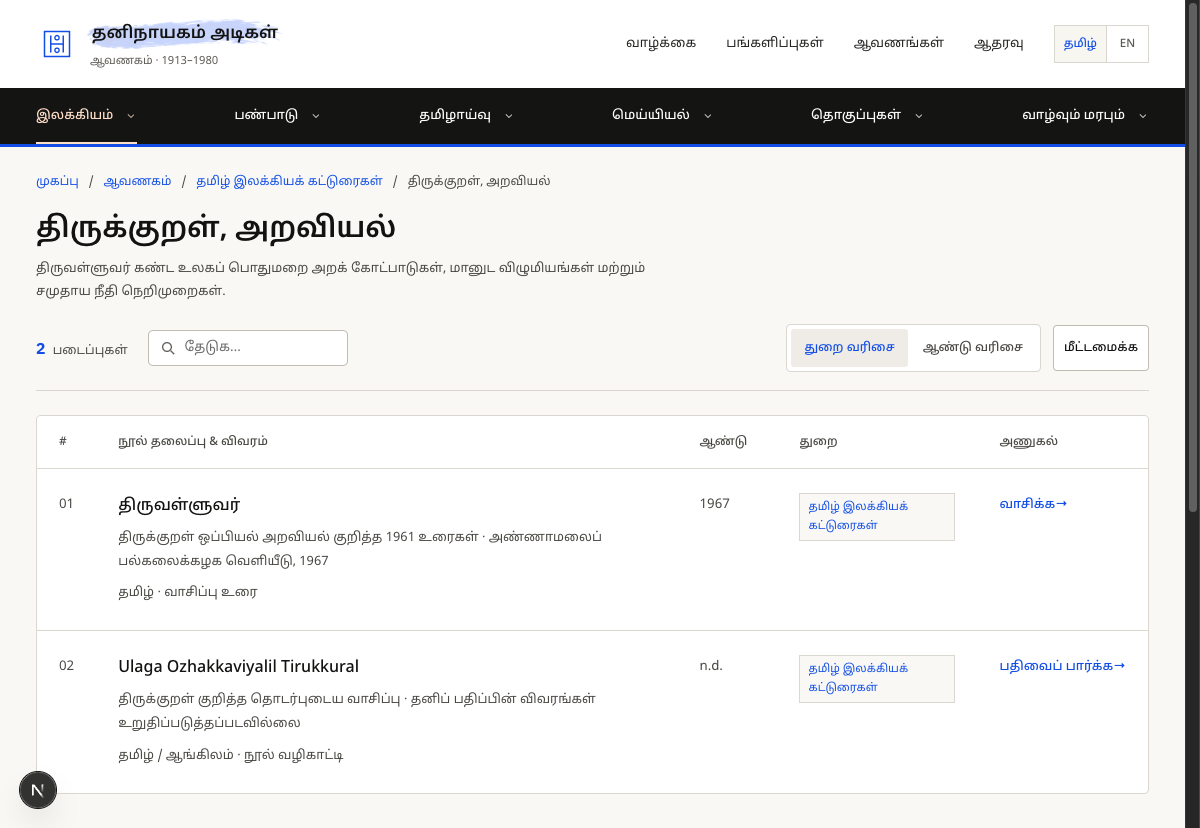 தனிநாயகம் அடிகள்
ஆவணகம் · 1913–1980
வாழ்க்கை பங்களிப்புகள் ஆவணங்கள் ஆதரவு தமிழ் EN
இலக்கியம் பண்பாடு தமிழாய்வு மெய்யியல் தொகுப்புகள் வாழ்வும் மரபும்
முகப்பு / ஆவணகம் / தமிழ் இலக்கியக் கட்டுரைகள் / திருக்குறள், அறவியல்
திருக்குறள், அறவியல்
திருவள்ளுவர் கண்ட உலகப் பொதுமறை அறக் கோட்பாடுகள், மானுட விழுமியங்கள் மற்றும்
சமுதாய நீதி நெறிமுறைகள்.
2 படைப்புகள் தேடுக... துறை வரிசை ஆண்டு வரிசை மீட்டமைக்க
# நூல் தலைப்பு & விவரம் ஆண்டு துறை அணுகல்
01 திருவள்ளுவர் 1967 தமிழ் இலக்கியக் வாசிக்க→
கட்டுரைகள்
திருக்குறள் ஒப்பியல் அறவியல் குறித்த 1961 உரைகள் · அண்ணாமலைப்
பல்கலைக்கழக வெளியீடு, 1967
தமிழ் · வாசிப்பு உரை
02 Ulaga Ozhakkaviyalil Tirukkural n.d. தமிழ் இலக்கியக் பதிவைப் பார்க்க→
கட்டுரைகள்
திருக்குறள் குறித்த தொடர்புடைய வாசிப்பு · தனிப் பதிப்பின் விவரங்கள்
உறுதிப்படுத்தப்படவில்லை
தமிழ் / ஆங்கிலம் · நூல் வழிகாட்டி
N